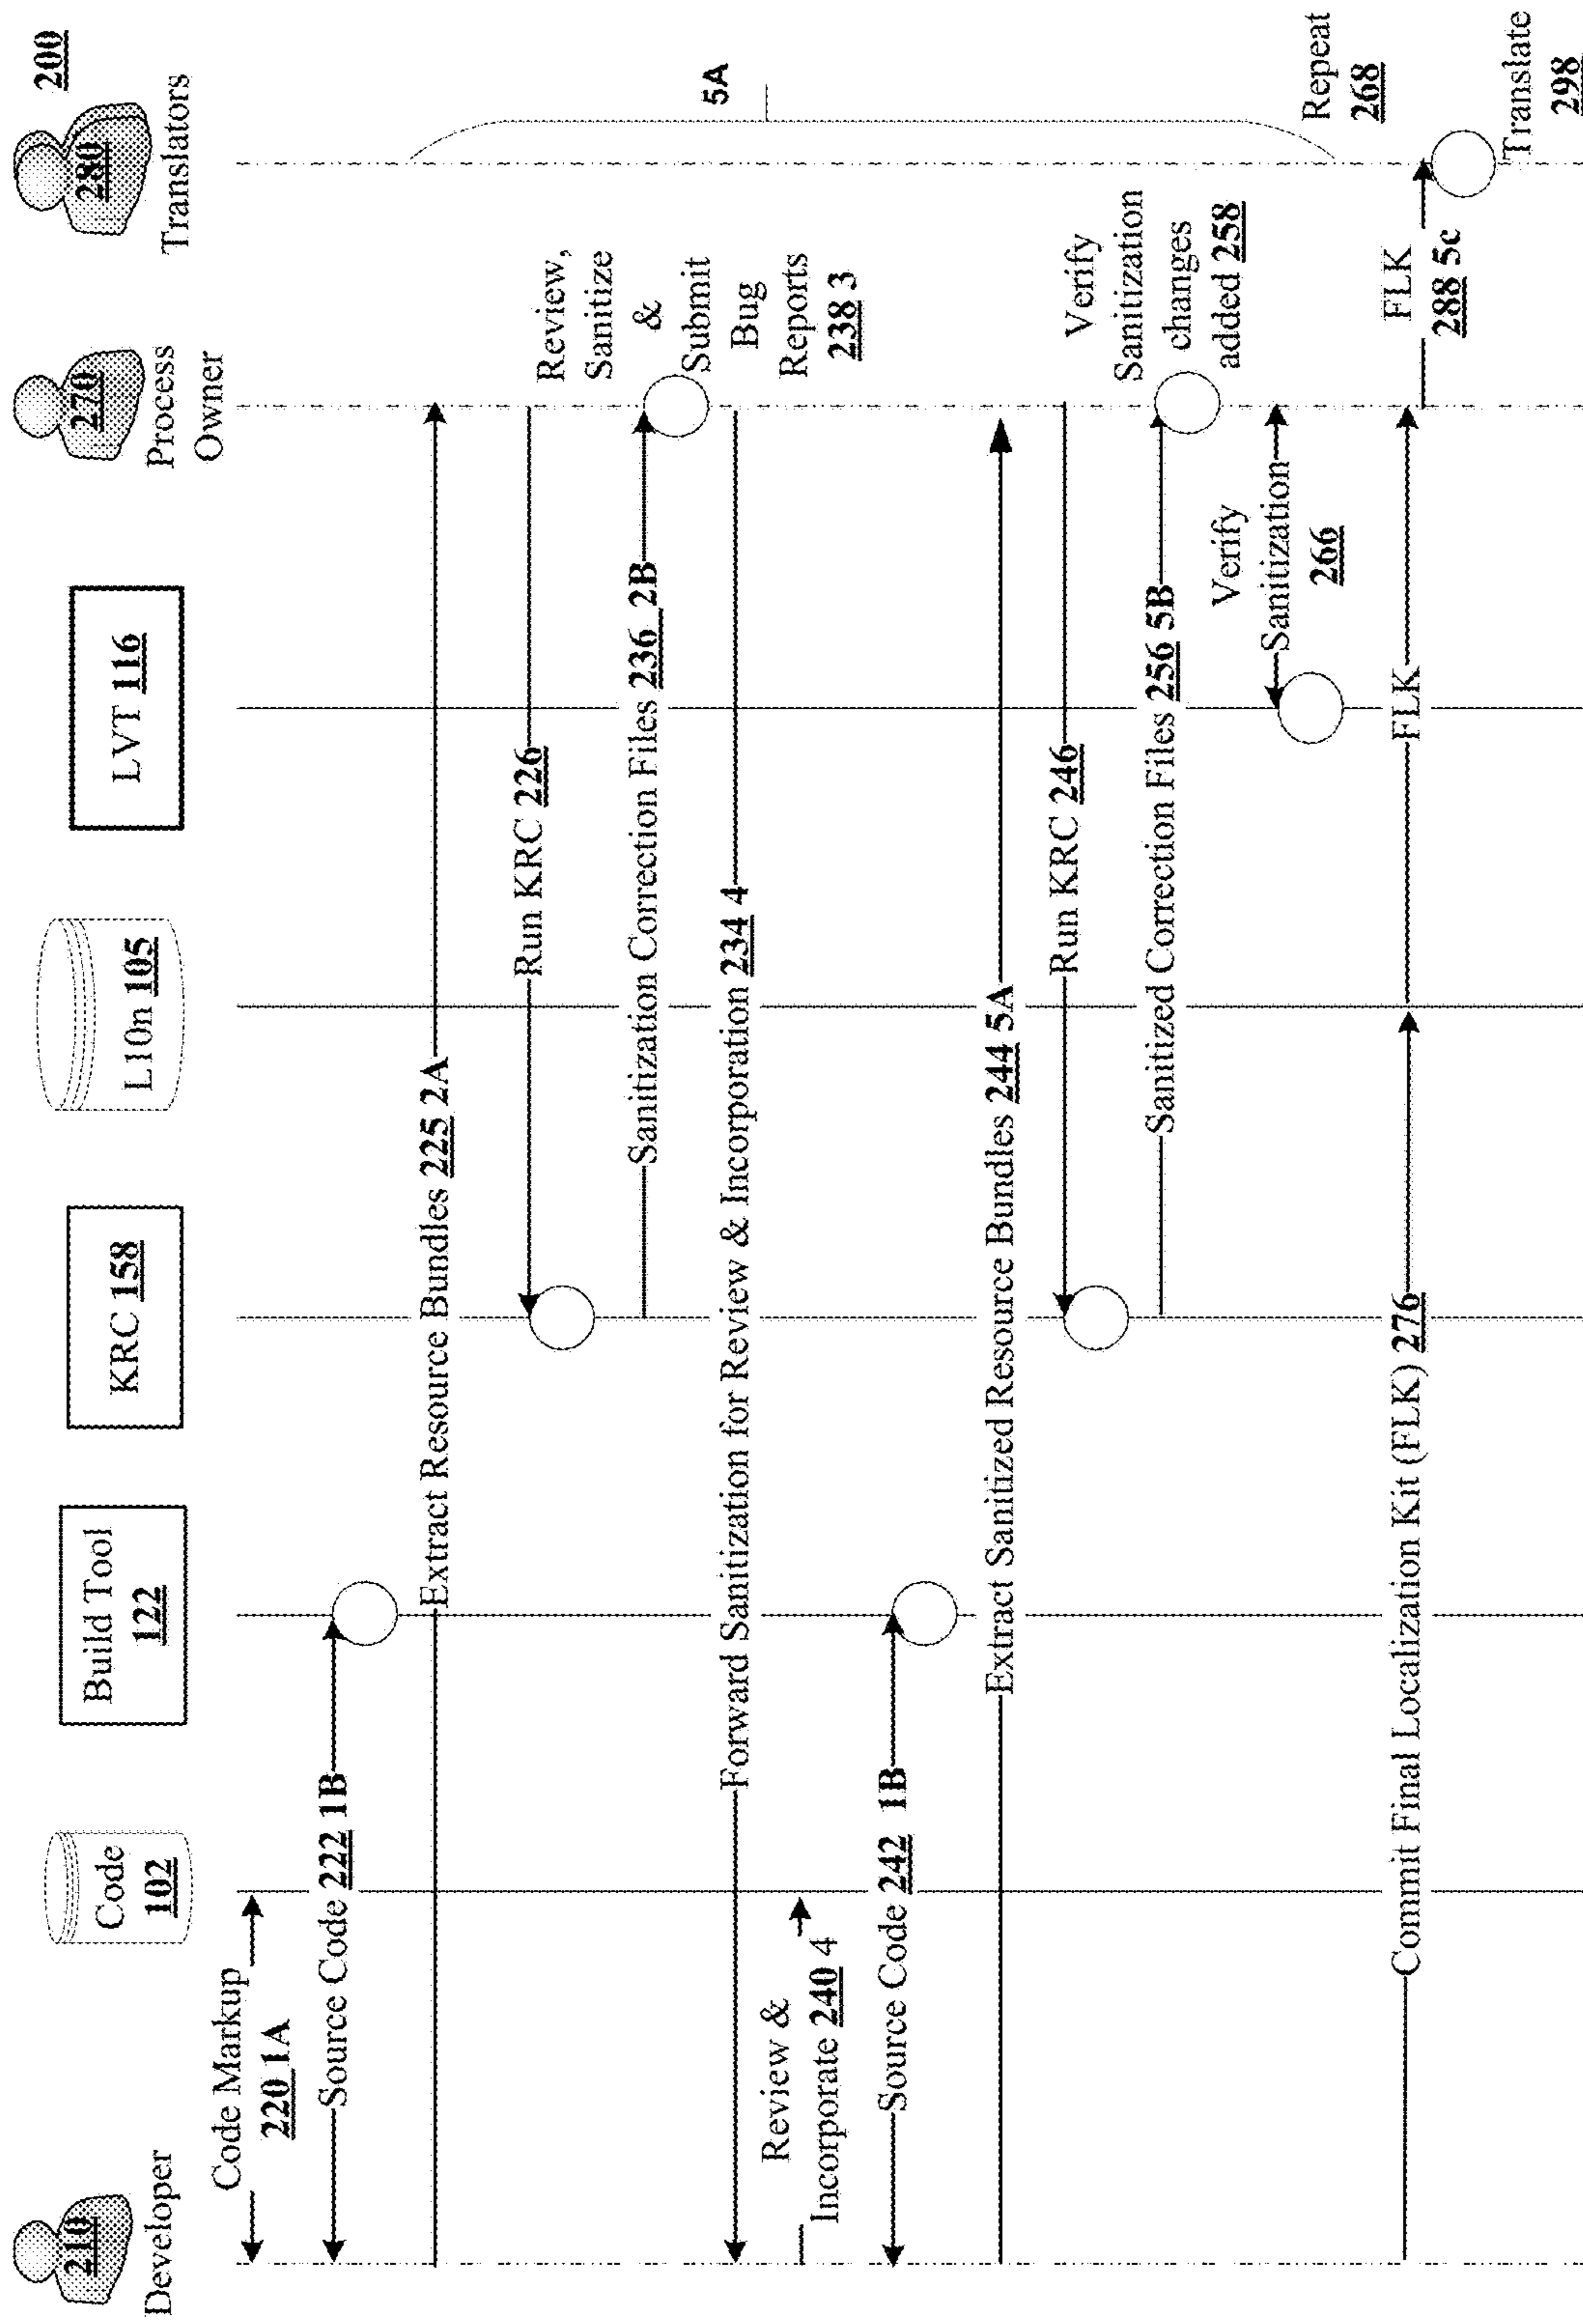 200
210
Developer
Code
102
Build Tool
122
KRC 158
L10n 105
LVT 116
270
Process
Owner
280
Translators
Code Markup
220 1A
Source Code 222 1B
Extract Resource Bundles 225 2A
Run KRC 226
Sanitization Correction Files 236 2B
Review,
Sanitize
&
Submit
Bug
Reports
238 3
Forward Sanitization for Review & Incorporation 234 4
Review &
Incorporate 240 4
Source Code 242 1B
Extract Sanitized Resource Bundles 244 5A
Run KRC 246
Sanitized Correction Files 256 5B
Verify
Sanitization
changes
added 258
Verify
Sanitization
266
5A
Repeat
268
Commit Final Localization Kit (FLK) 276
FLK
FLK
288 5c
Translate
298